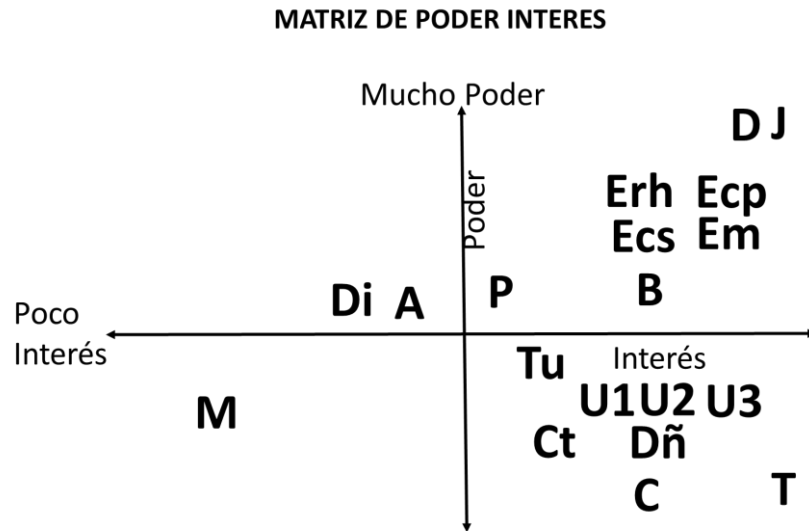 MATRIZ DE PODER INTERES
Mucho Poder
D J
Poder
Erh Ecp
Ecs Em
Di A P B
Poco
Interés
Tu Interés
M U1 U2 U3
Ct Dñ
C T